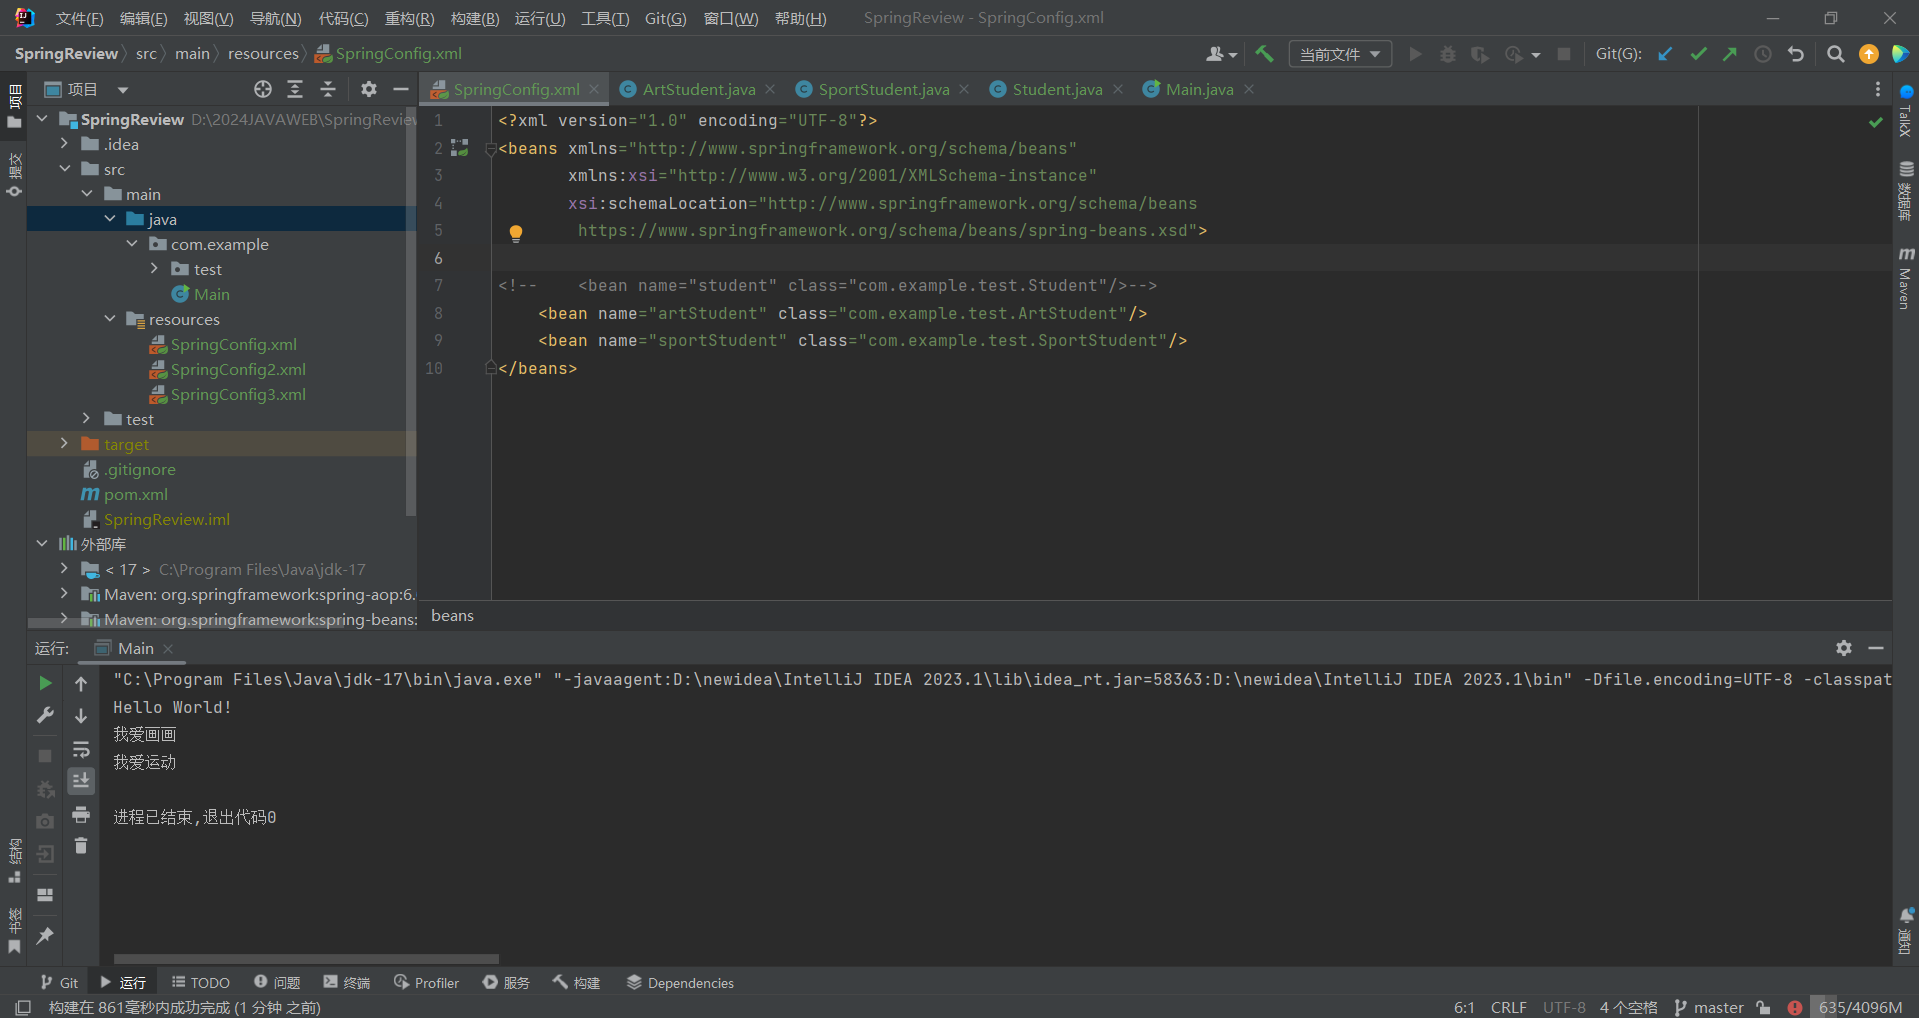 文件(F) 编辑(E) 视图(V) 导航(N) 代码(C) 重构(R) 构建(B) 运行(U) 工具(T) Git(G) 窗口(W) 帮助(H) SpringReview - SpringConfig.xml
SpringReview src main resources SpringConfig.xml 当前文件 Git(G):
项目 SpringConfig.xml ArtStudent.java SportStudent.java Student.java Main.java
SpringReview D:\2024JAVAWEB\SpringReview
.idea
src
main
java
com.example
test
Main
resources
SpringConfig.xml
SpringConfig2.xml
SpringConfig3.xml
test
target
.gitignore
pom.xml
SpringReview.iml
外部库
< 17 > C:\Program Files\Java\jdk-17
Maven: org.springframework:spring-aop:6.
Maven: org.springframework:spring-beans:
1 <?xml version="1.0" encoding="UTF-8"?>
2 <beans xmlns="http://www.springframework.org/schema/beans"
3 xmlns:xsi="http://www.w3.org/2001/XMLSchema-instance"
4 xsi:schemaLocation="http://www.springframework.org/schema/beans
5 https://www.springframework.org/schema/beans/spring-beans.xsd">
6
7 <!-- <bean name="student" class="com.example.test.Student"/>-->
8 <bean name="artStudent" class="com.example.test.ArtStudent"/>
9 <bean name="sportStudent" class="com.example.test.SportStudent"/>
10 </beans>
beans
项目
提交
结构
书签
TalkX
数据库
m Maven
通知
运行: Main
"C:\Program Files\Java\jdk-17\bin\java.exe" "-javaagent:D:\newidea\IntelliJ IDEA 2023.1\lib\idea_rt.jar=58363:D:\newidea\IntelliJ IDEA 2023.1\bin" -Dfile.encoding=UTF-8 -classpat
Hello World!
我爱画画
我爱运动
进程已结束,退出代码0
Git 运行 TODO 问题 终端 Profiler 服务 构建 Dependencies
构建在 861毫秒内成功完成 (1 分钟 之前) 6:1 CRLF UTF-8 4 个空格 master 635/4096M